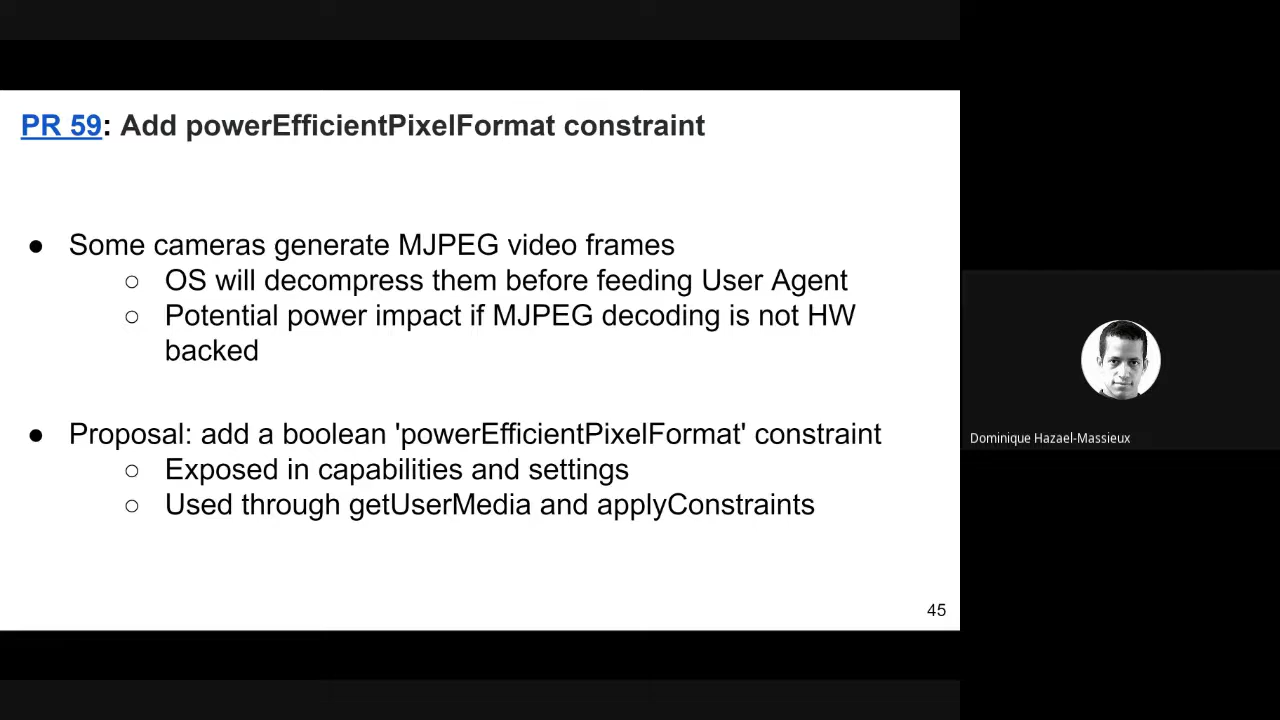 PR 59: Add powerEfficientPixelFormat constraint
● Some cameras generate MJPEG video frames
○ OS will decompress them before feeding User Agent
○ Potential power impact if MJPEG decoding is not HW
backed
● Proposal: add a boolean 'powerEfficientPixelFormat' constraint
○ Exposed in capabilities and settings
○ Used through getUserMedia and applyConstraints
45
Dominique Hazael-Massieux